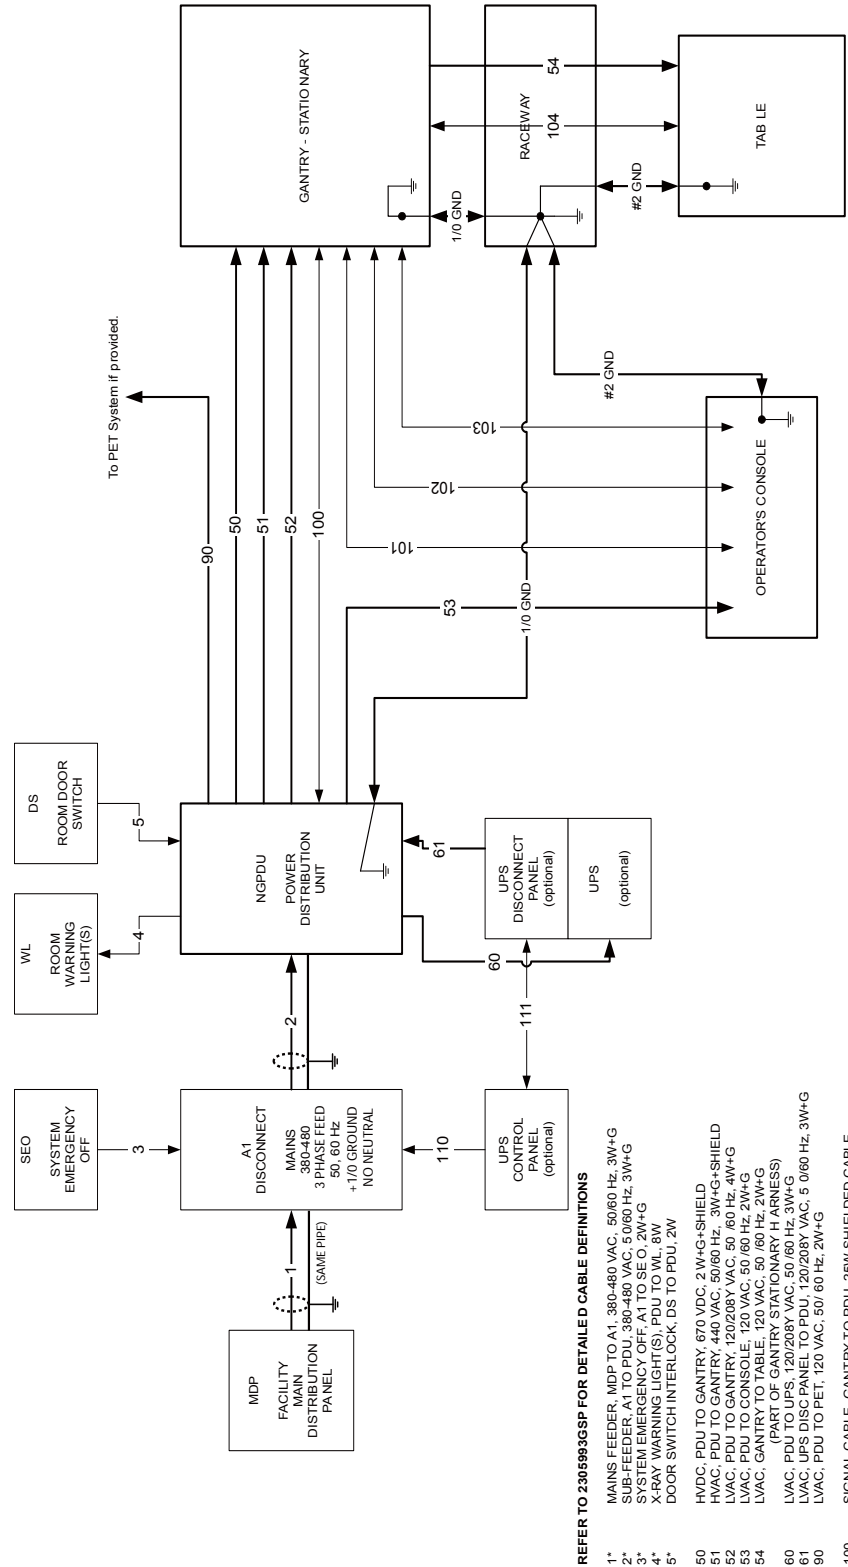 MDP
FACILITY
MAIN
DISTRIBUTION
PANEL
1
(SAME PIPE)
SEO
SYSTEM
EMERGENCY
OFF
3
A1
DISCONNECT
MAINS
380-480
3 PHASE FEED
50, 60 Hz
+1/0 GROUND
NO NEUTRAL
110
UPS
CONTROL
PANEL
(optional)
2
WL
ROOM
WARNING
LIGHT(S)
4
DS
ROOM DOOR
SWITCH
5
NGPDU
POWER
DISTRIBUTION
UNIT
60
61
111
UPS
DISCONNECT
PANEL
(optional)
UPS
(optional)
To PET System if provided.
90
50
51
52
100
53
101
102
103
1/0 GND
#2 GND
OPERATOR'S CONSOLE
GANTRY - STATIONARY
1/0 GND
RACEWAY
54
104
#2 GND
TABLE
REFER TO 2305993GSP FOR DETAILED CABLE DEFINITIONS
1* MAINS FEEDER, MDP TO A1, 380-480 VAC, 50/60 Hz, 3W+G
2* SUB-FEEDER, A1 TO PDU, 380-480 VAC, 50/60 Hz, 3W+G
3* SYSTEM EMERGENCY OFF, A1 TO SEO, 2W+G
4* X-RAY WARNING LIGHT(S), PDU TO WL, 8W
5* DOOR SWITCH INTERLOCK, DS TO PDU, 2W
50 HVDC, PDU TO GANTRY, 670 VDC, 2W+G+SHIELD
51 HVAC, PDU TO GANTRY, 440 VAC, 50/60 Hz, 3W+G+SHIELD
52 LVAC, PDU TO GANTRY, 120/208Y VAC, 50/60 Hz, 4W+G
53 LVAC, PDU TO CONSOLE, 120 VAC, 50/60 Hz, 2W+G
54 LVAC, GANTRY TO TABLE, 120 VAC, 50/60 Hz, 2W+G
(PART OF GANTRY STATIONARY HARNESS)
60 LVAC, PDU TO UPS, 120/208Y VAC, 50/60 Hz, 3W+G
61 LVAC, UPS DISC PANEL TO PDU, 120/208Y VAC, 50/60 Hz, 3W+G
90 LVAC, PDU TO PET, 120 VAC, 50/60 Hz, 2W+G
100 SIGNAL CABLE, GANTRY TO PDU, 25W SHIELDED CABLE